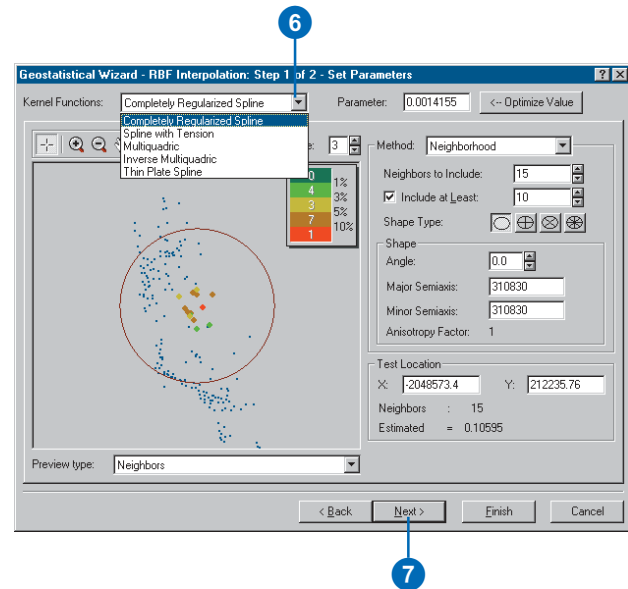 6
Geostatistical Wizard - RBF Interpolation: Step 1 of 2 - Set Parameters
Kernel Functions: Completely Regularized Spline Parameter: 0.0014155 <-- Optimize Value
Completely Regularized Spline
Spline with Tension
Multiquadric
Inverse Multiquadric
Thin Plate Spline
3
0
4
3
7
1
1%
3%
5%
10%
Method: Neighborhood
Neighbors to Include: 15
Include at Least: 10
Shape Type:
Shape
Angle: 0.0
Major Semiaxis: 310830
Minor Semiaxis: 310830
Anisotropy Factor: 1
Test Location
X: -2048573.4 Y: 212235.76
Neighbors : 15
Estimated = 0.10595
Preview type: Neighbors
< Back Next > Finish Cancel
7